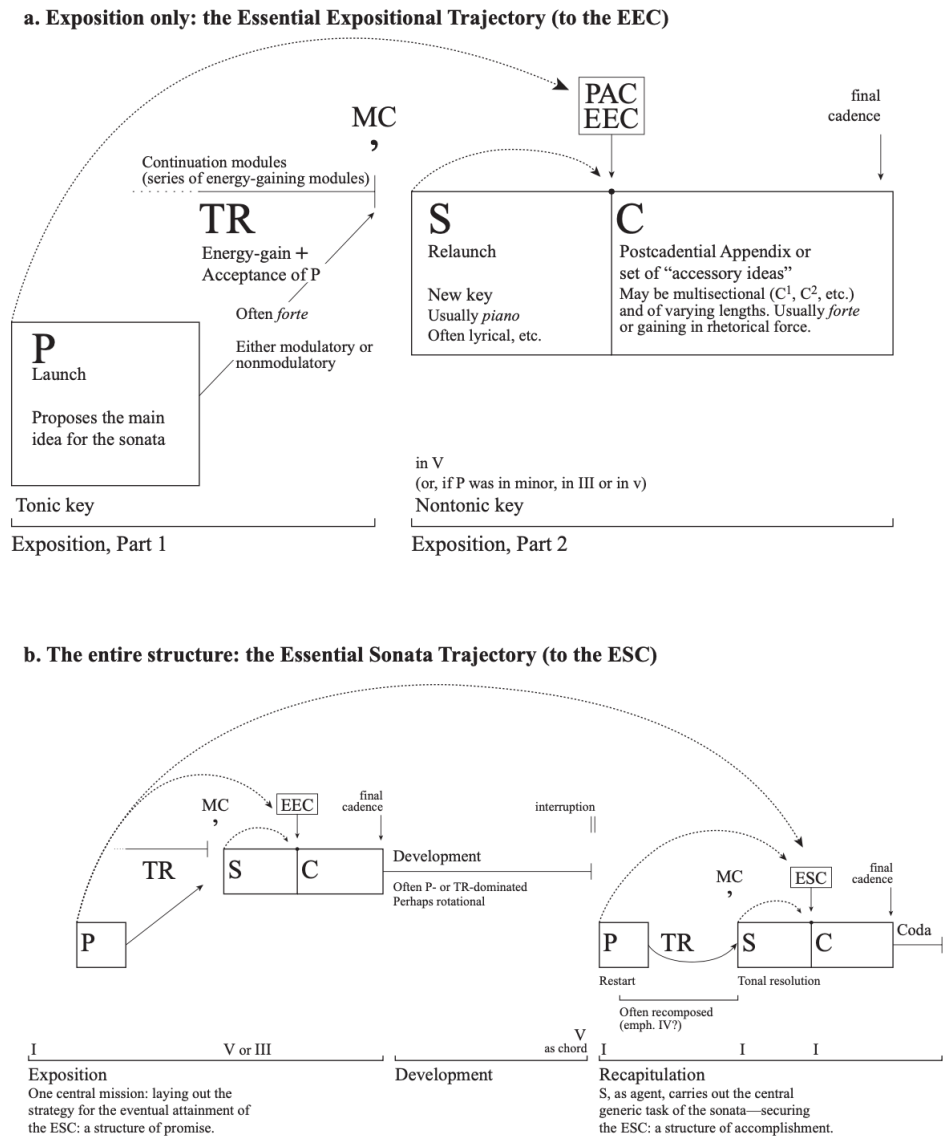 a. Exposition only: the Essential Expositional Trajectory (to the EEC)
PAC
EEC
final
cadence
MC
,
Continuation modules
(series of energy-gaining modules)
TR
Energy-gain +
Acceptance of P
Often forte
Either modulatory or
nonmodulatory
P
Launch
Proposes the main
idea for the sonata
S
Relaunch
New key
Usually piano
Often lyrical, etc.
C
Postcadential Appendix or
set of “accessory ideas”
May be multisectional (C¹, C², etc.)
and of varying lengths. Usually forte
or gaining in rhetorical force.
in V
(or, if P was in minor, in III or in v)
Tonic key
Nontonic key
Exposition, Part 1
Exposition, Part 2
b. The entire structure: the Essential Sonata Trajectory (to the ESC)
MC
,
EEC
final
cadence
interruption
TR
S
C
Development
Often P- or TR-dominated
Perhaps rotational
P
MC
,
ESC
final
cadence
P
TR
S
C
Coda
Restart
Tonal resolution
Often recomposed
(emph. IV?)
I
V or III
V
as chord
I
I
I
Exposition
One central mission: laying out the
strategy for the eventual attainment of
the ESC: a structure of promise.
Development
Recapitulation
S, as agent, carries out the central
generic task of the sonata—securing
the ESC: a structure of accomplishment.